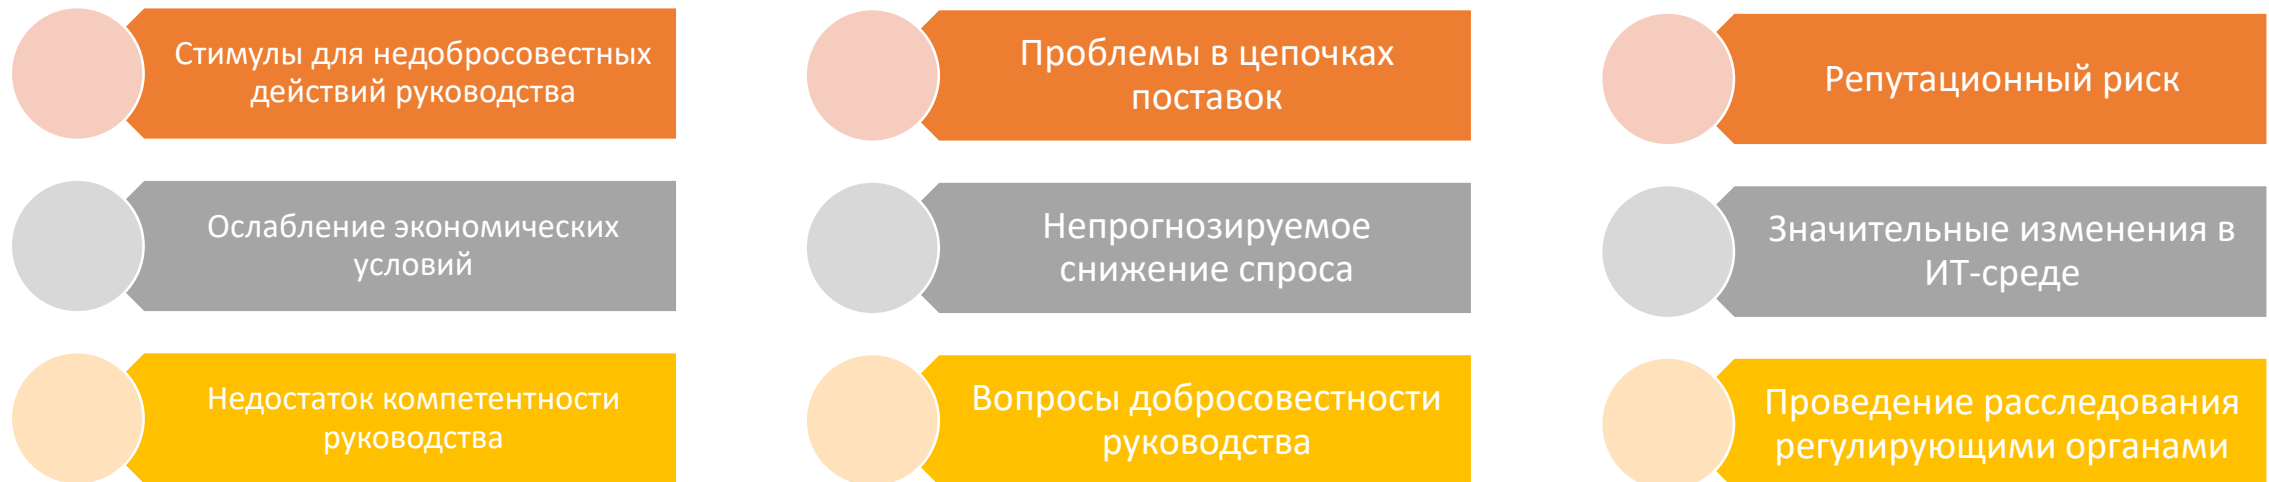 Стимулы для недобросовестных
действий руководства
Проблемы в цепочках
поставок
Репутационный риск
Ослабление экономических
условий
Непрогнозируемое
снижение спроса
Значительные изменения в
ИТ-среде
Недостаток компетентности
руководства
Вопросы добросовестности
руководства
Проведение расследования
регулирующими органами